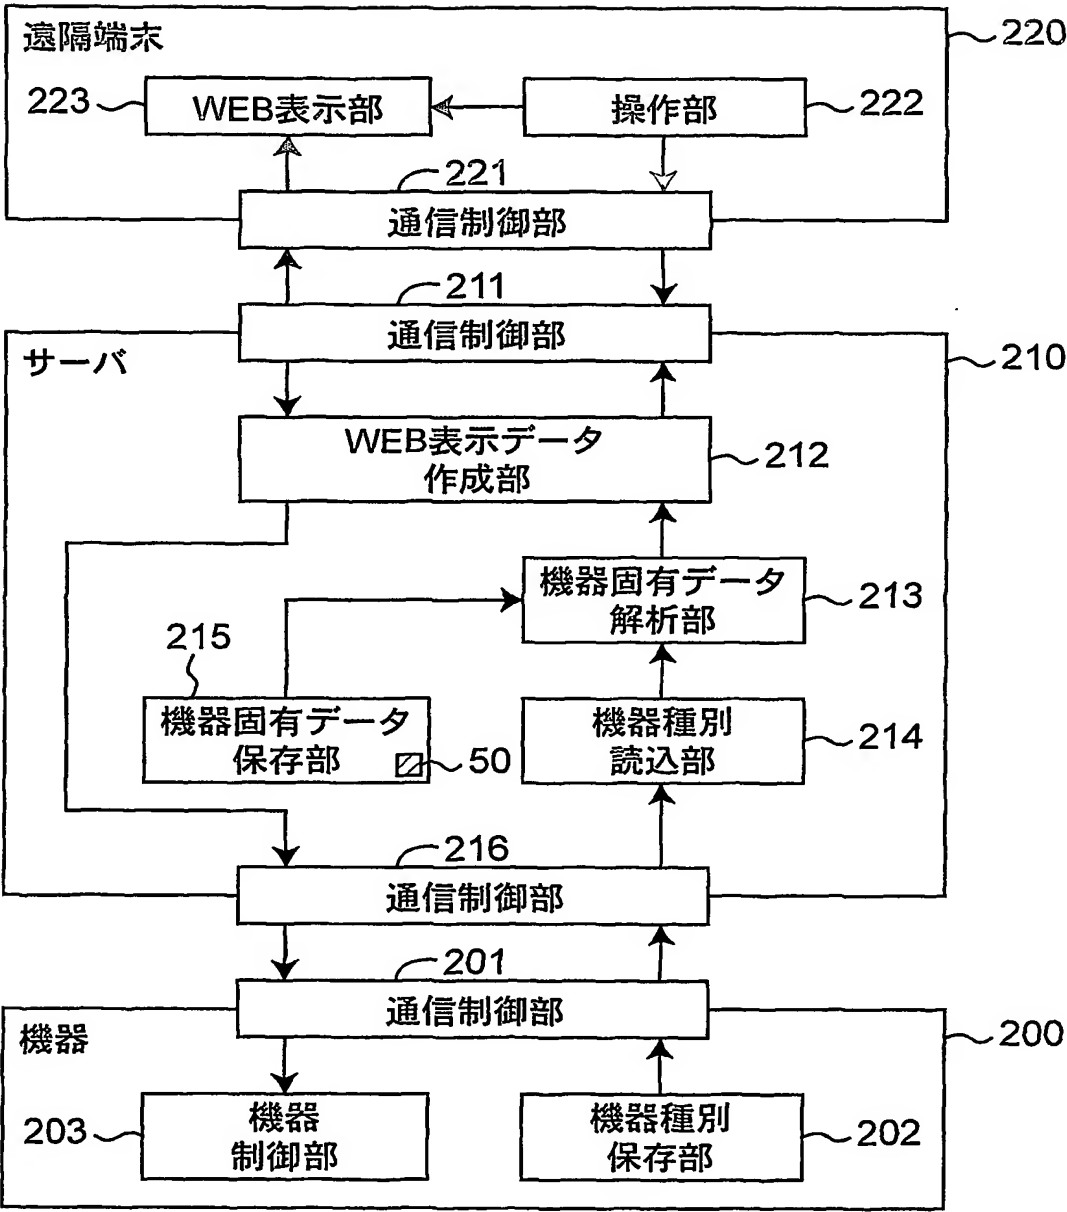 遠隔端末
220
223
WEB表示部
操作部
222
221
通信制御部
211
通信制御部
サーバ
210
WEB表示データ
作成部
212
機器固有データ
解析部
213
215
機器固有データ
保存部
50
機器種別
読込部
214
216
通信制御部
201
通信制御部
機器
200
203
機器
制御部
機器種別
保存部
202